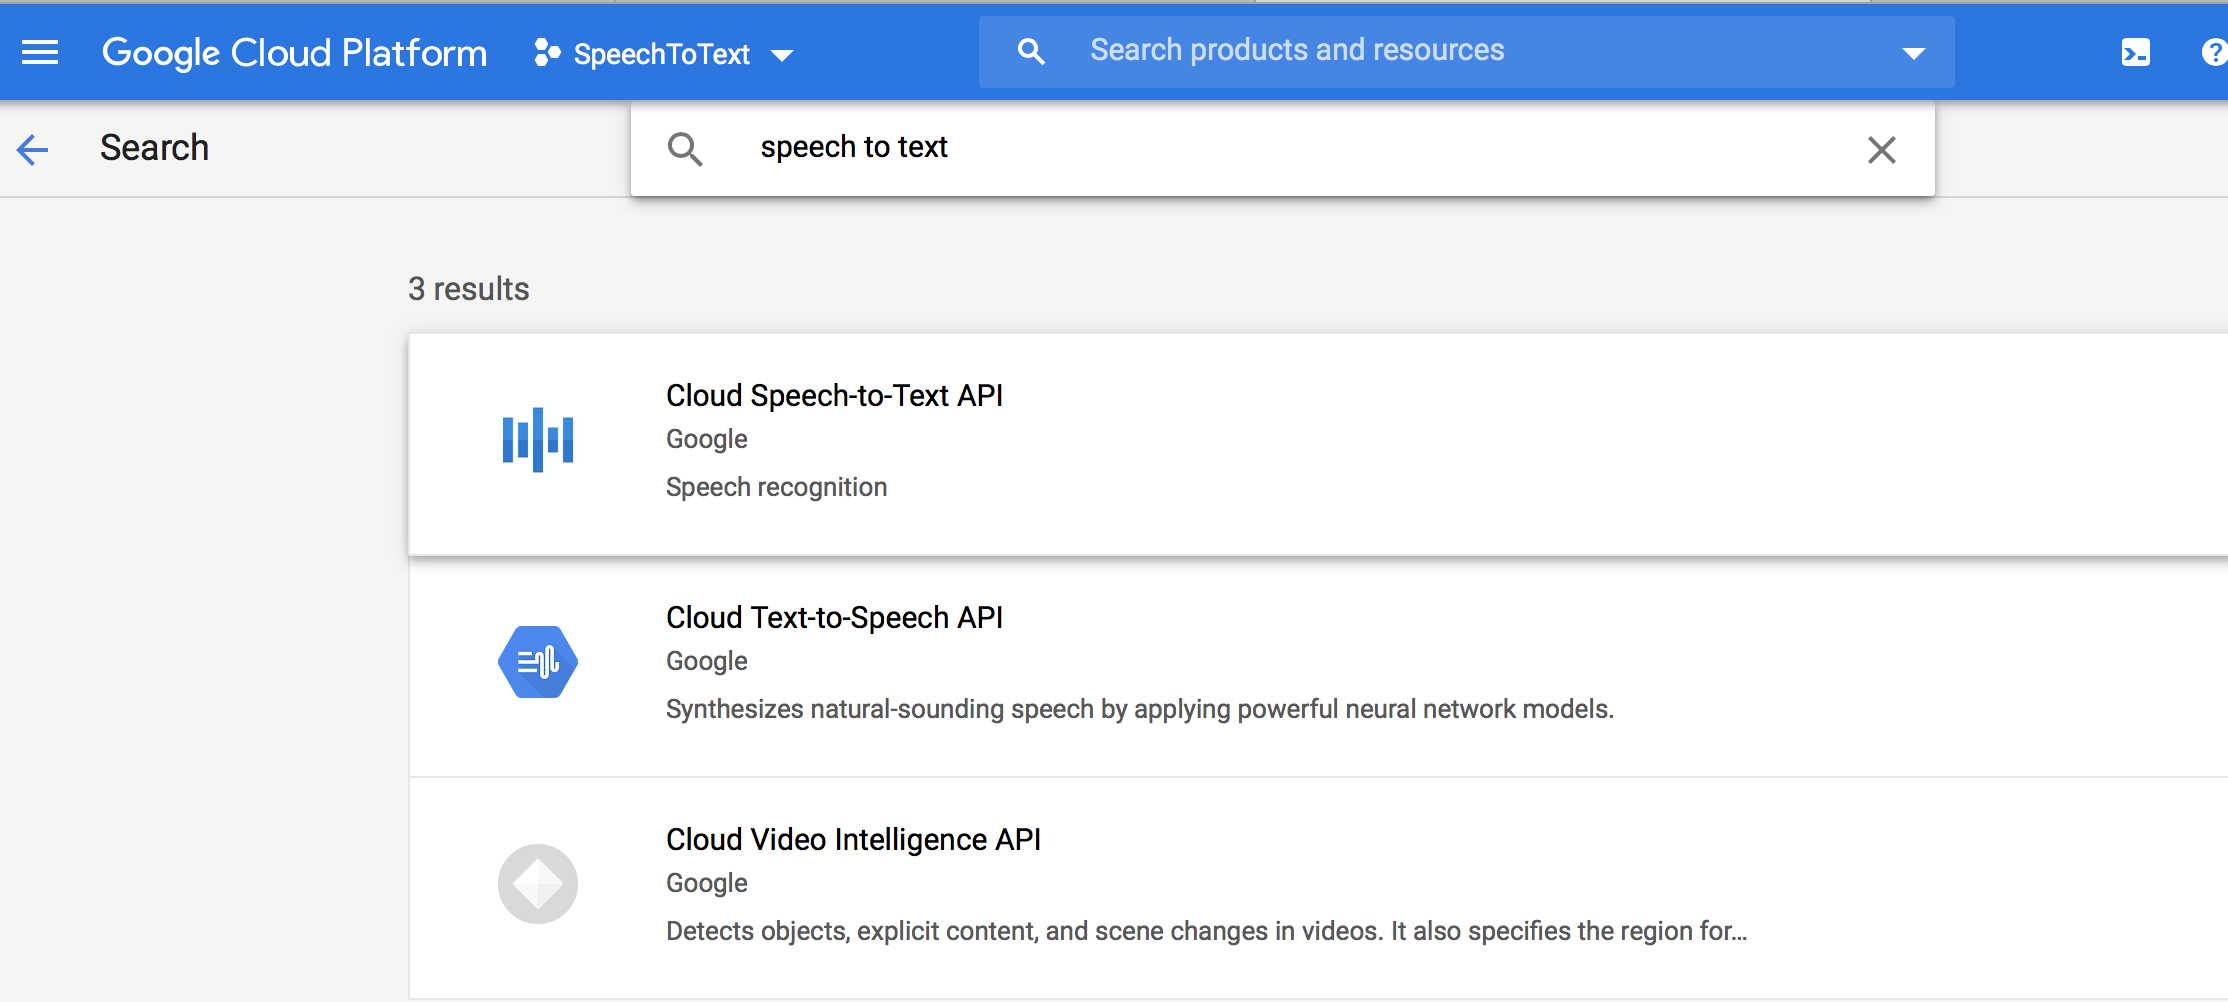 Google Cloud Platform
SpeechToText
Search products and resources
?
Search
speech to text
3 results
Cloud Speech-to-Text API
Google
Speech recognition
Cloud Text-to-Speech API
Google
Synthesizes natural-sounding speech by applying powerful neural network models.
Cloud Video Intelligence API
Google
Detects objects, explicit content, and scene changes in videos. It also specifies the region for...